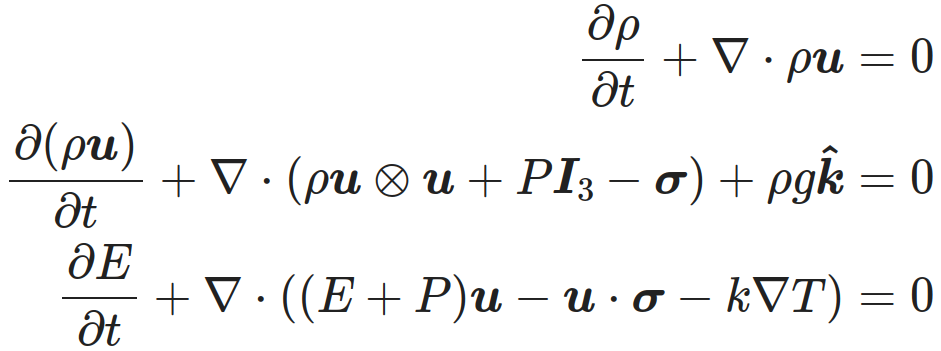 ∂ρ/∂t + ∇ · ρ𝒖 = 0
∂(ρ𝒖)/∂t + ∇ · (ρ𝒖 ⊗ 𝒖 + P𝑰₃ − 𝝈) + ρg𝒌̂ = 0
∂E/∂t + ∇ · ((E + P)𝒖 − 𝒖 · 𝝈 − k∇T) = 0